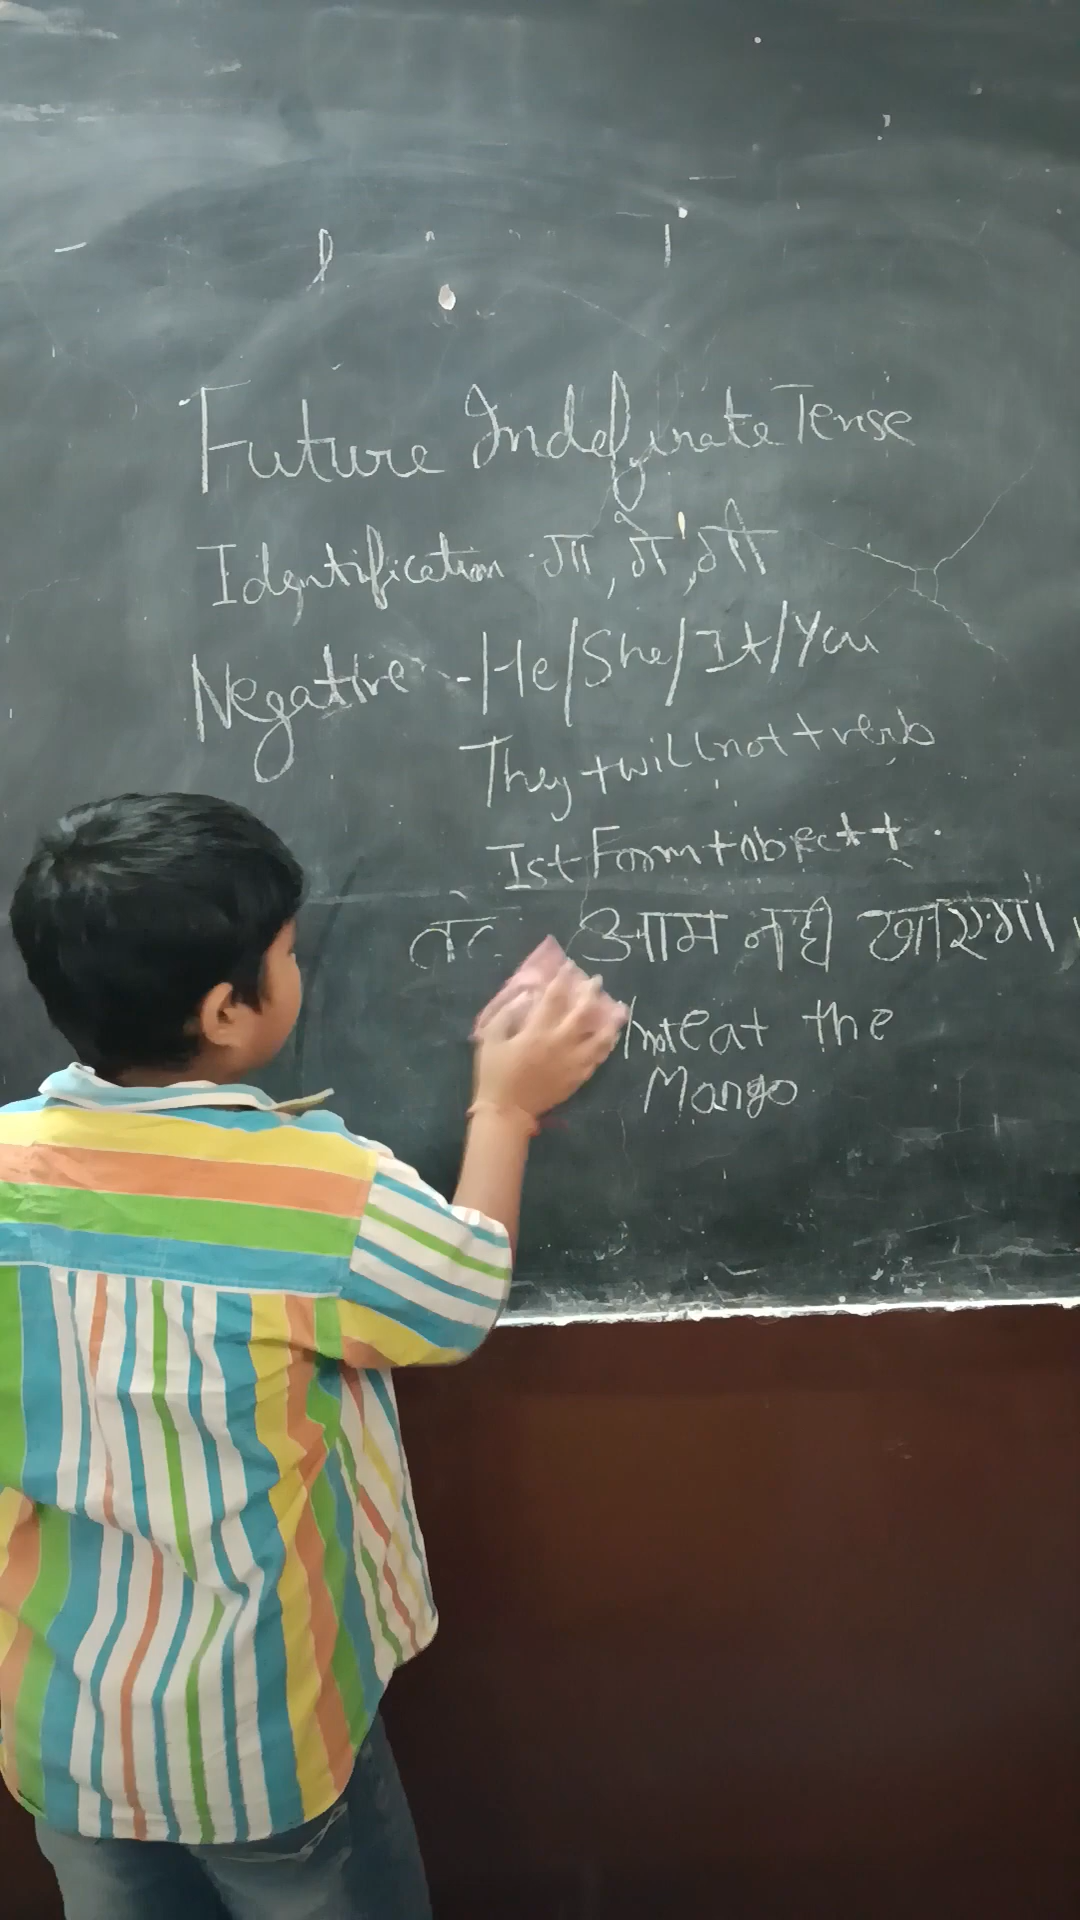 Future Indefinate Tense
Identification गा, गे, गी
Negative - He/She/It/You
They + will not + verb
Ist Form + object +
आम नही खाएगा
not eat the
Mango